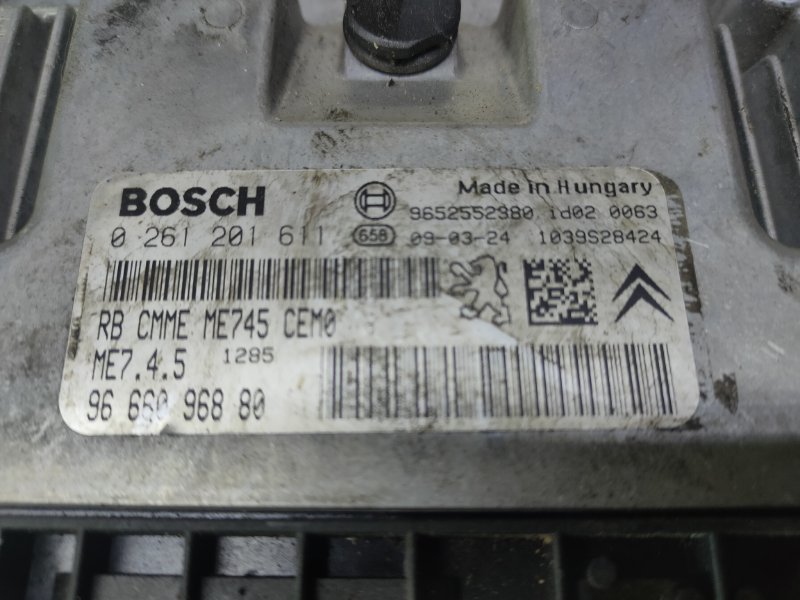 BOSCH
Made in Hungary
9652552380 1d02 0063
0 261 201 611 658 09-03-24 1039S28424
RB CMME ME745 CEM0
ME7.4.5 1285
96 660 968 80